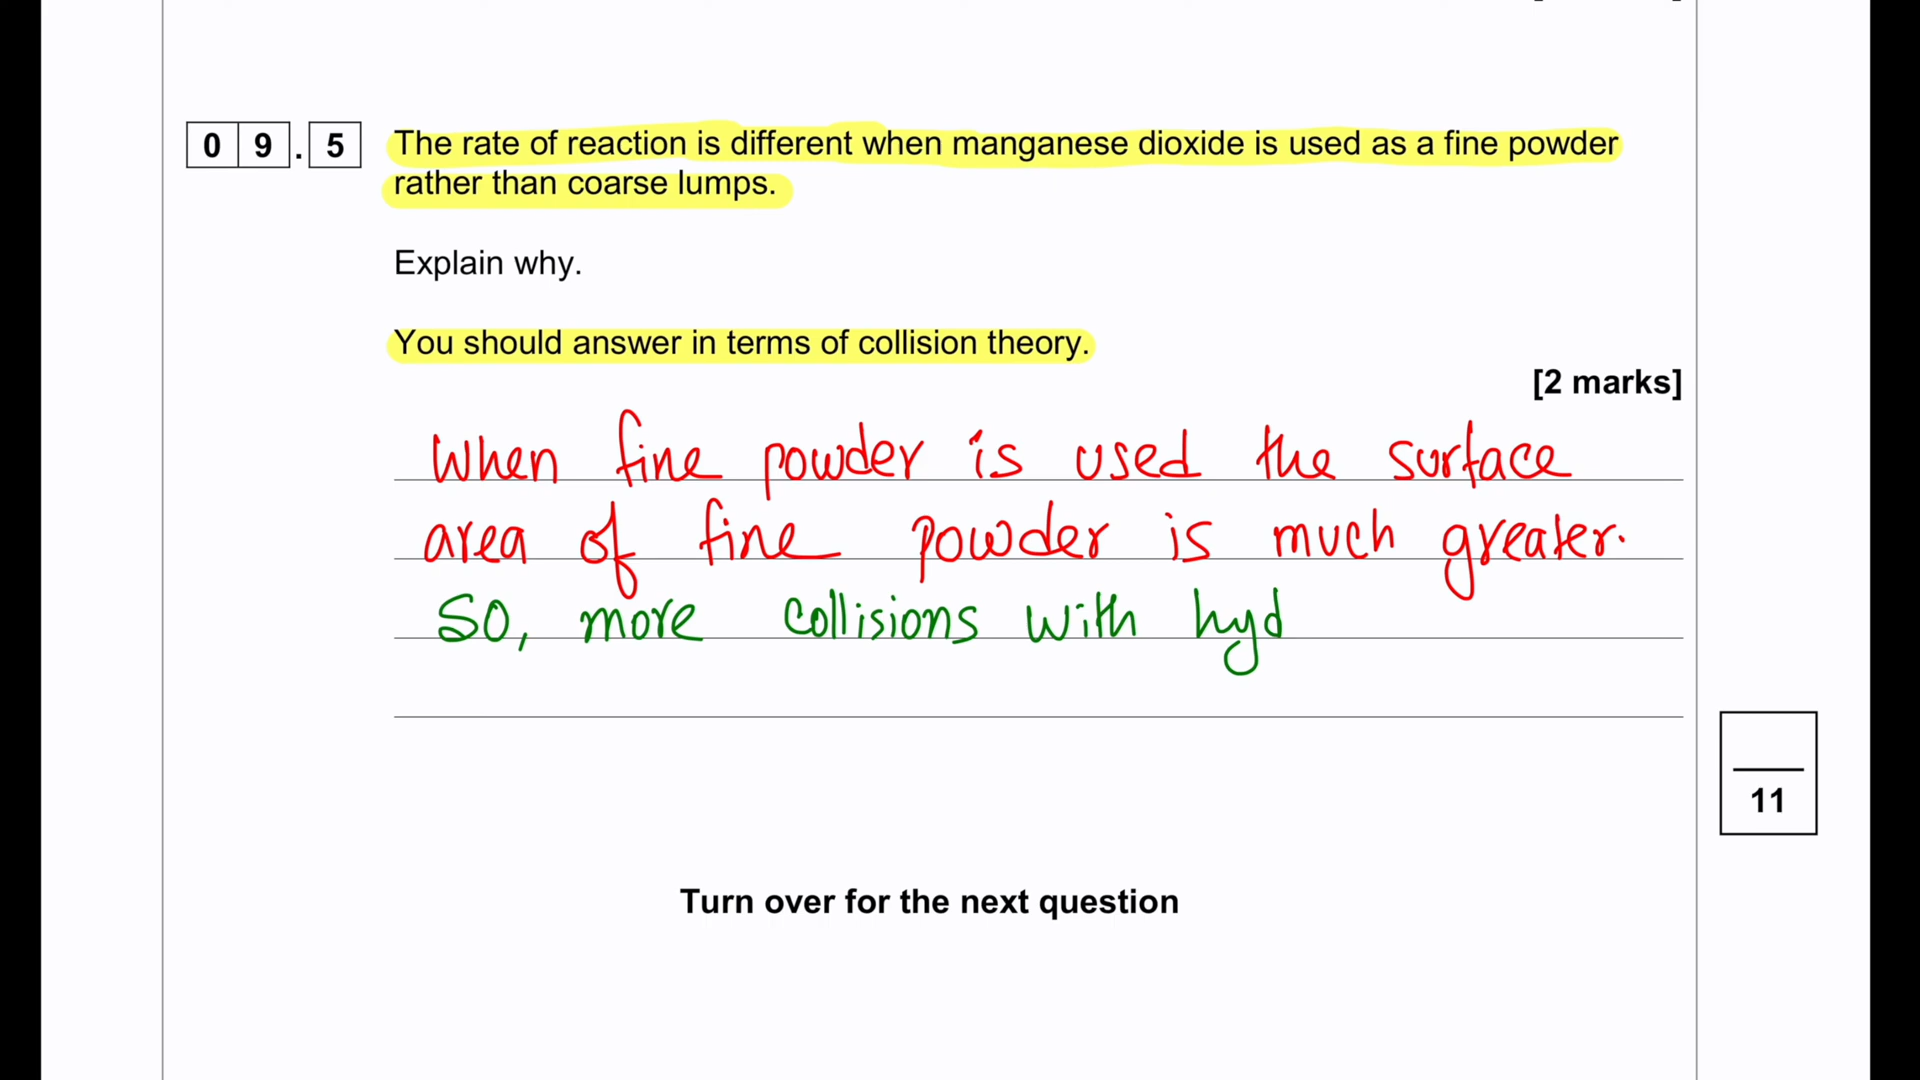 09.5 The rate of reaction is different when manganese dioxide is used as a fine powder
rather than coarse lumps.
Explain why.
You should answer in terms of collision theory.
[2 marks]
When fine powder is used the surface
area of fine powder is much greater.
So, more collisions with hyd
11
Turn over for the next question